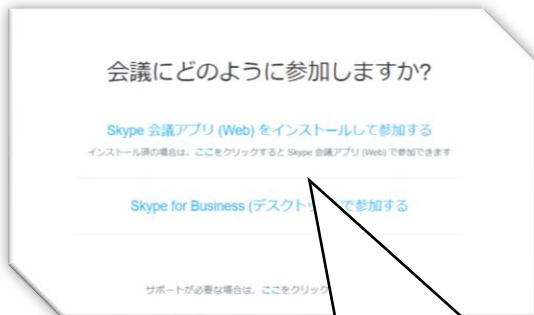 会議にどのように参加しますか?
Skype 会議アプリ (Web) をインストールして参加する
インストール済の場合は、ここをクリックすると Skype 会議アプリ (Web) で参加できます
Skype for Business (デスクト で参加する
サポートが必要な場合は、ここをクリック